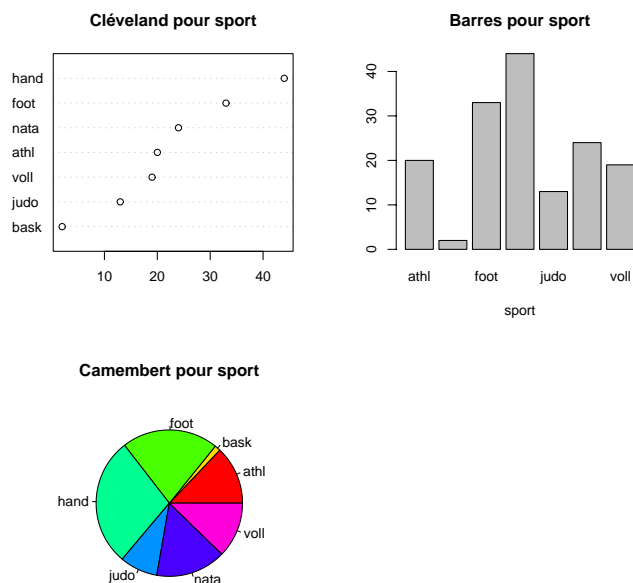 Cléveland pour sport
hand
foot
nata
athl
voll
judo
bask
10 20 30 40
Barres pour sport
40
30
20
10
0
athl foot judo voll
sport
Camembert pour sport
foot
bask
athl
hand
voll
judo
nata